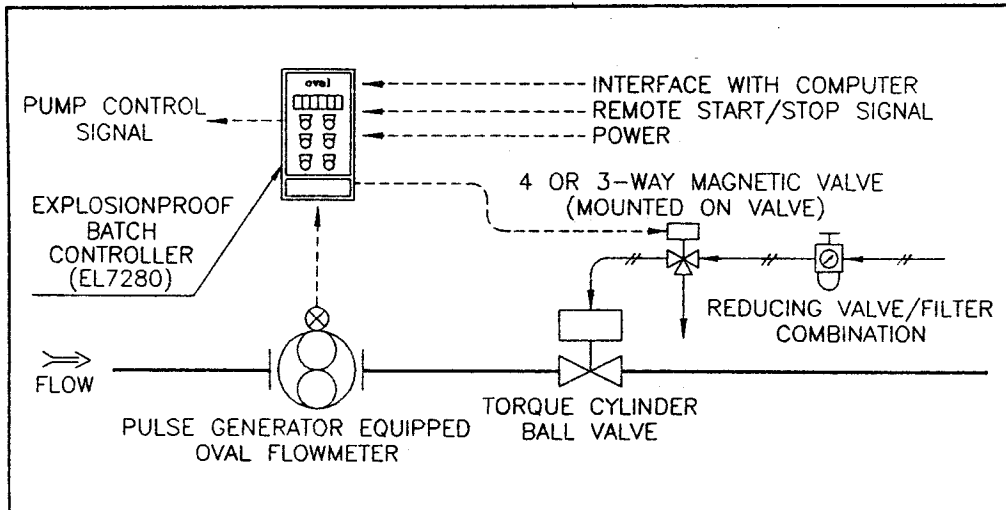 oval
INTERFACE WITH COMPUTER
REMOTE START/STOP SIGNAL
POWER
PUMP CONTROL
SIGNAL
4 OR 3-WAY MAGNETIC VALVE
(MOUNTED ON VALVE)
EXPLOSIONPROOF
BATCH
CONTROLLER
(EL7280)
REDUCING VALVE/FILTER
COMBINATION
FLOW
TORQUE CYLINDER
BALL VALVE
PULSE GENERATOR EQUIPPED
OVAL FLOWMETER